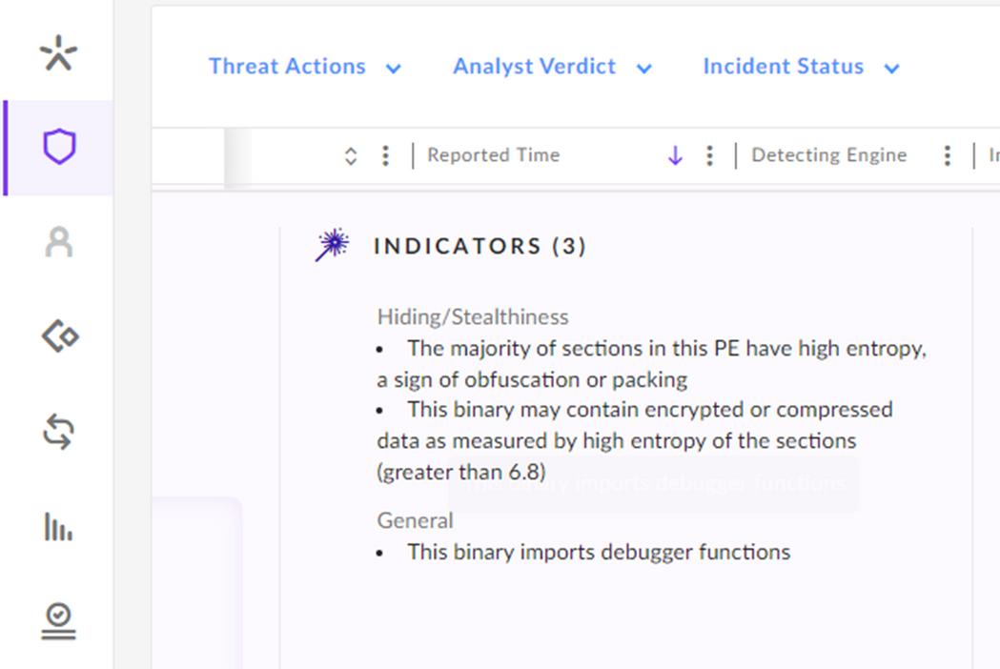 Threat Actions
Analyst Verdict
Incident Status
Reported Time
Detecting Engine
INDICATORS (3)
Hiding/Stealthiness
• The majority of sections in this PE have high entropy,
a sign of obfuscation or packing
• This binary may contain encrypted or compressed
data as measured by high entropy of the sections
(greater than 6.8)
This binary imports debugger functions
General
• This binary imports debugger functions